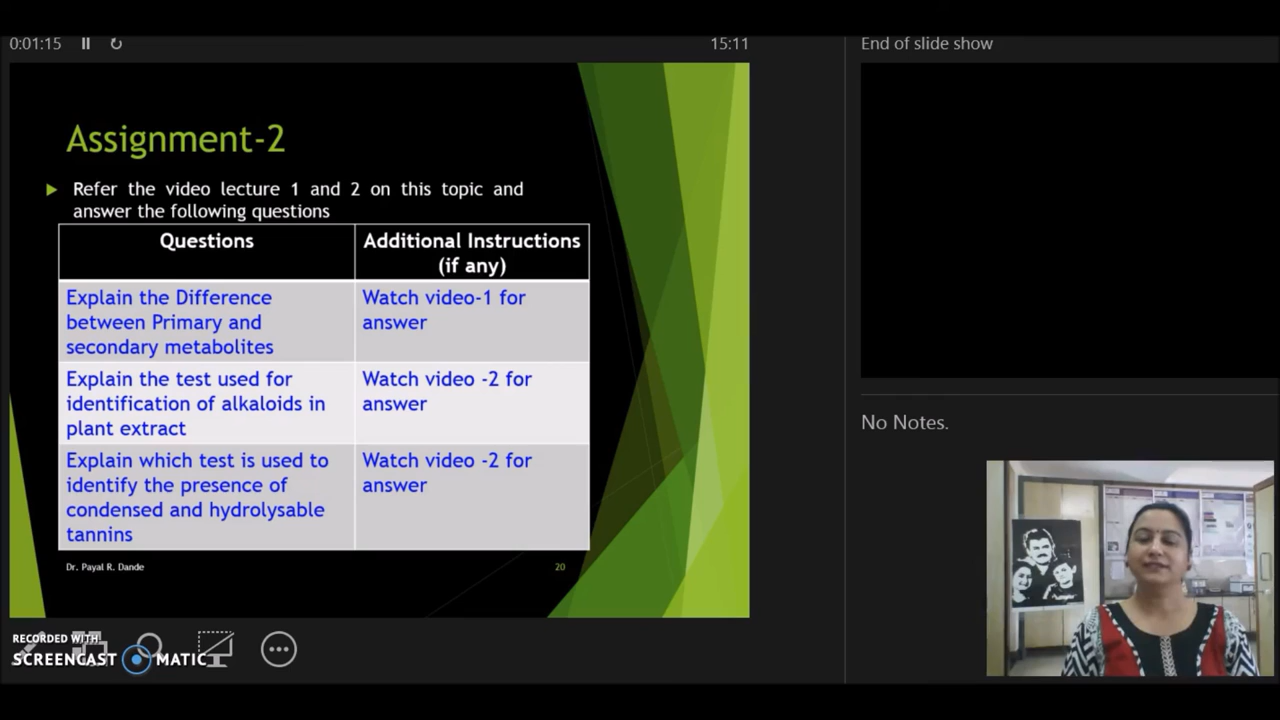 0:01:15
15:11
End of slide show
Assignment-2
Refer the video lecture 1 and 2 on this topic and
answer the following questions
Questions
Additional Instructions
(if any)
Explain the Difference
between Primary and
secondary metabolites
Watch video-1 for
answer
Explain the test used for
identification of alkaloids in
plant extract
Watch video -2 for
answer
Explain which test is used to
identify the presence of
condensed and hydrolysable
tannins
Watch video -2 for
answer
Dr. Payal R. Dande
20
No Notes.
RECORDED WITH
SCREENCAST MATIC